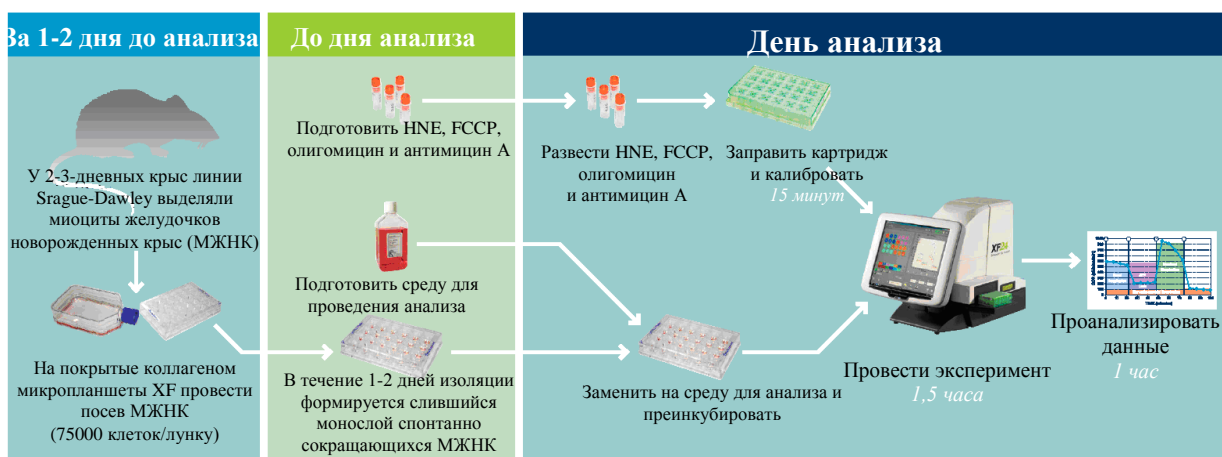 За 1-2 дня до анализа
До дня анализа
День анализа
У 2-3-дневных крыс линии
Srague-Dawley выделяли
миоциты желудочков
новорожденных крыс (МЖНК)
На покрытые коллагеном
микропланшеты XF провести
посев МЖНК
(75000 клеток/лунку)
Подготовить HNE, FCCP,
олигомицин и антимицин А
Подготовить среду для
проведения анализа
В течение 1-2 дней изоляции
формируется слившийся
монослой спонтанно
сокращающихся МЖНК
Развести HNE, FCCP,
олигомицин
и антимицин А
Заправить картридж
и калибровать
15 минут
Заменить на среду для анализа и
преинкубировать
XF24
Провести эксперимент
1,5 часа
Проанализировать
данные
1 час